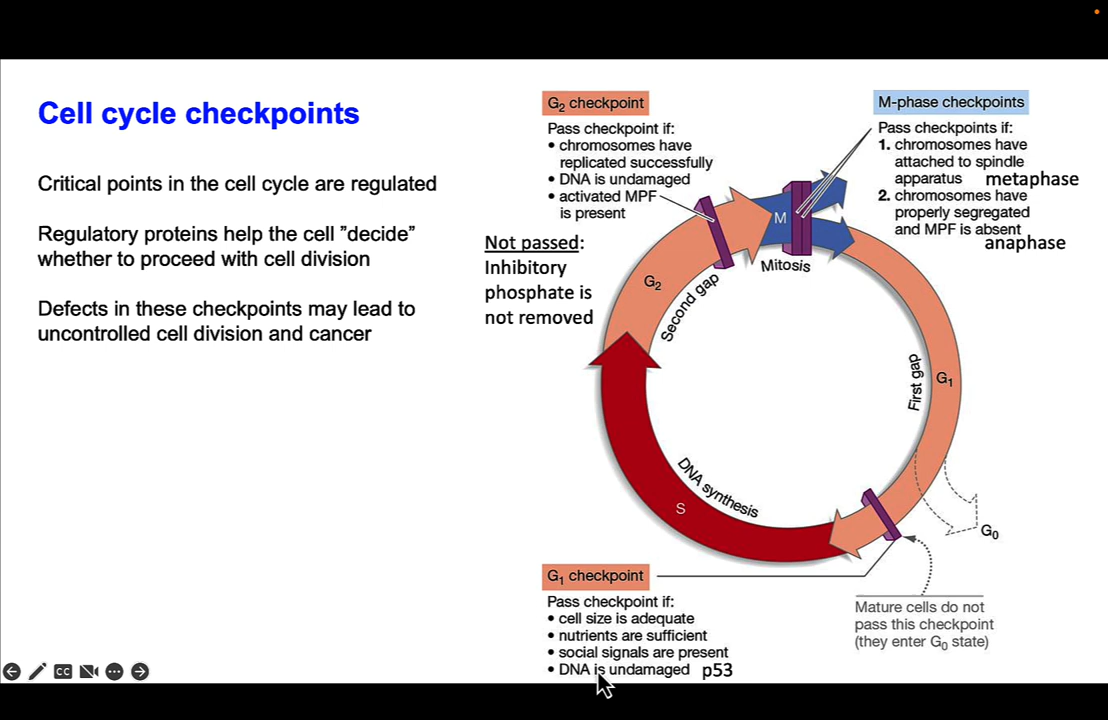 Cell cycle checkpoints
Critical points in the cell cycle are regulated
Regulatory proteins help the cell ”decide”
whether to proceed with cell division
Defects in these checkpoints may lead to
uncontrolled cell division and cancer
G₂ checkpoint
Pass checkpoint if:
• chromosomes have
replicated successfully
• DNA is undamaged
• activated MPF
is present
Not passed:
Inhibitory
phosphate is
not removed
M-phase checkpoints
Pass checkpoints if:
1. chromosomes have
attached to spindle
apparatus metaphase
2. chromosomes have
properly segregated
and MPF is absent
anaphase
M
Mitosis
G₂
Second gap
First gap
G₁
DNA synthesis
S
G₀
G₁ checkpoint
Pass checkpoint if:
• cell size is adequate
• nutrients are sufficient
• social signals are present
• DNA is undamaged p53
Mature cells do not
pass this checkpoint
(they enter G₀ state)
CC